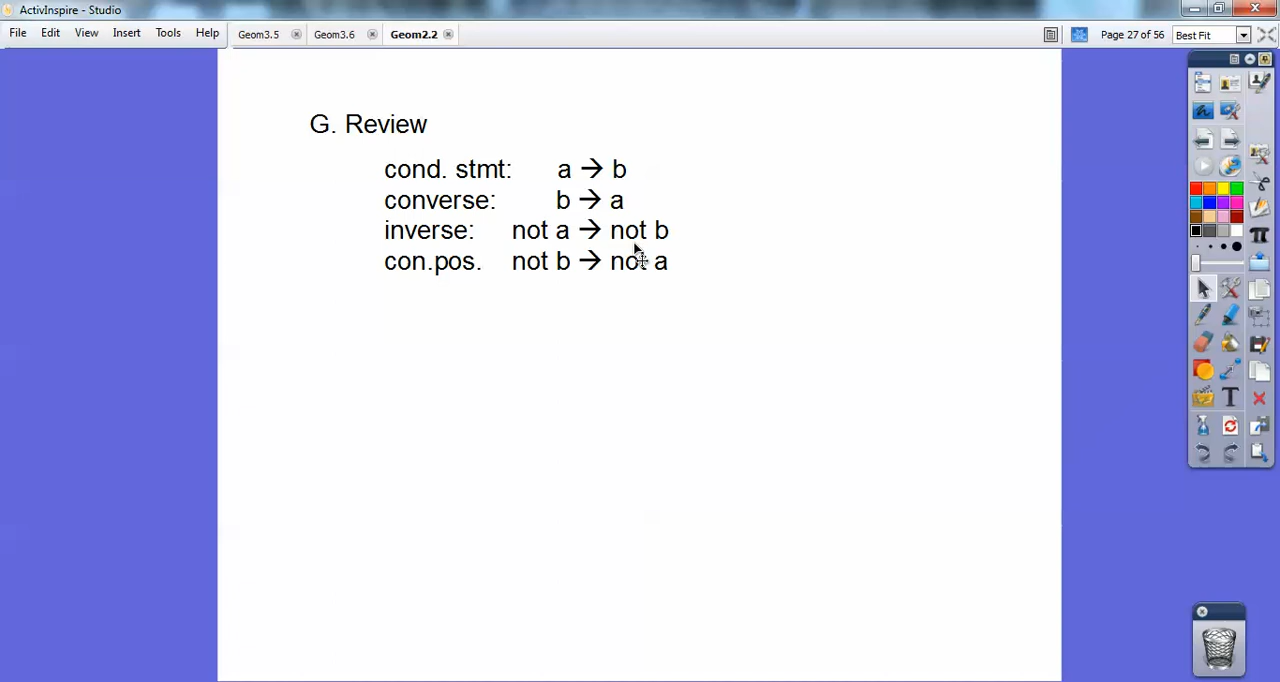 ActivInspire - Studio
File Edit View Insert Tools Help Geom3.5 Geom3.6 Geom2.2 Page 27 of 56 Best Fit
G. Review
cond. stmt: a → b
converse: b → a
inverse: not a → not b
con.pos. not b → not a